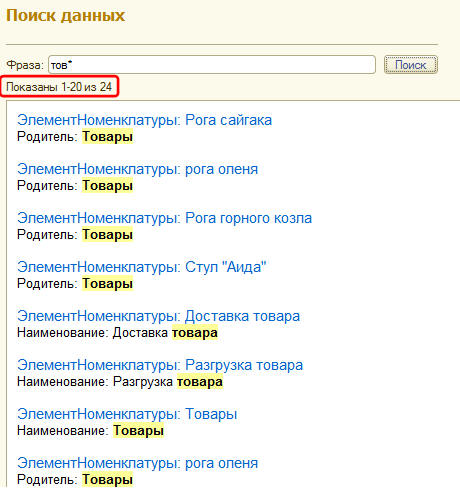 Поиск данных
Фраза: тов* Поиск
Показаны 1-20 из 24
ЭлементНоменклатуры: Рога сайгака
Родитель: Товары
ЭлементНоменклатуры: рога оленя
Родитель: Товары
ЭлементНоменклатуры: Рога горного козла
Родитель: Товары
ЭлементНоменклатуры: Стул "Аида"
Родитель: Товары
ЭлементНоменклатуры: Доставка товара
Наименование: Доставка товара
ЭлементНоменклатуры: Разгрузка товара
Наименование: Разгрузка товара
ЭлементНоменклатуры: Товары
Наименование: Товары
ЭлементНоменклатуры: рога оленя
Родитель: Товары